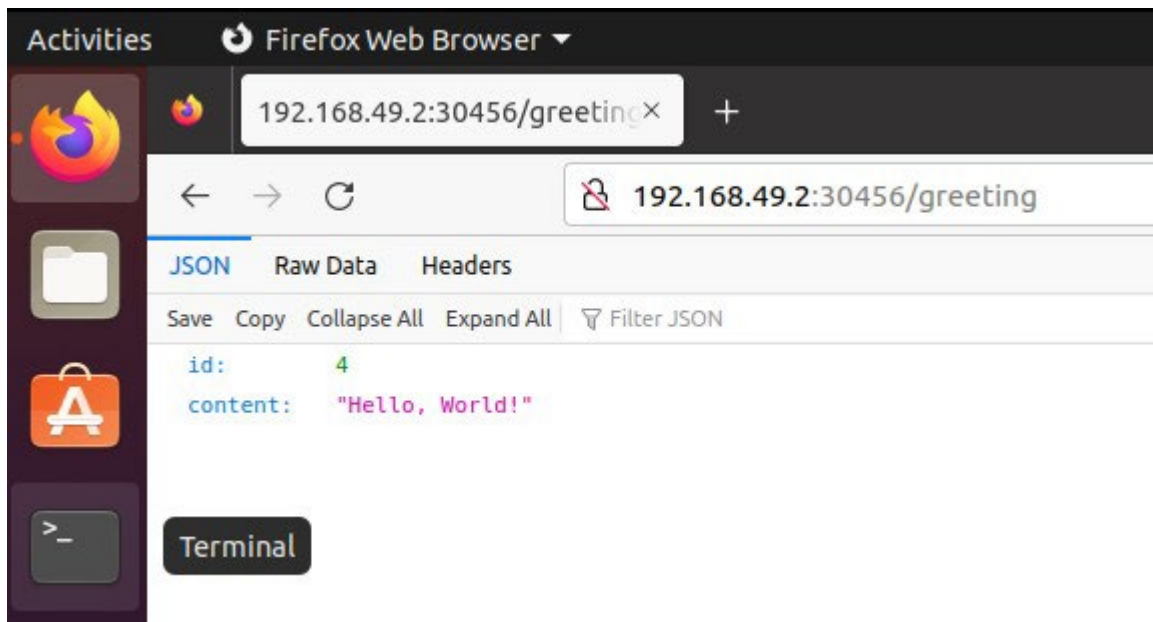 Activities Firefox Web Browser
192.168.49.2:30456/greeting
192.168.49.2:30456/greeting
JSON Raw Data Headers
Save Copy Collapse All Expand All Filter JSON
id: 4
content: "Hello, World!"
>_
Terminal